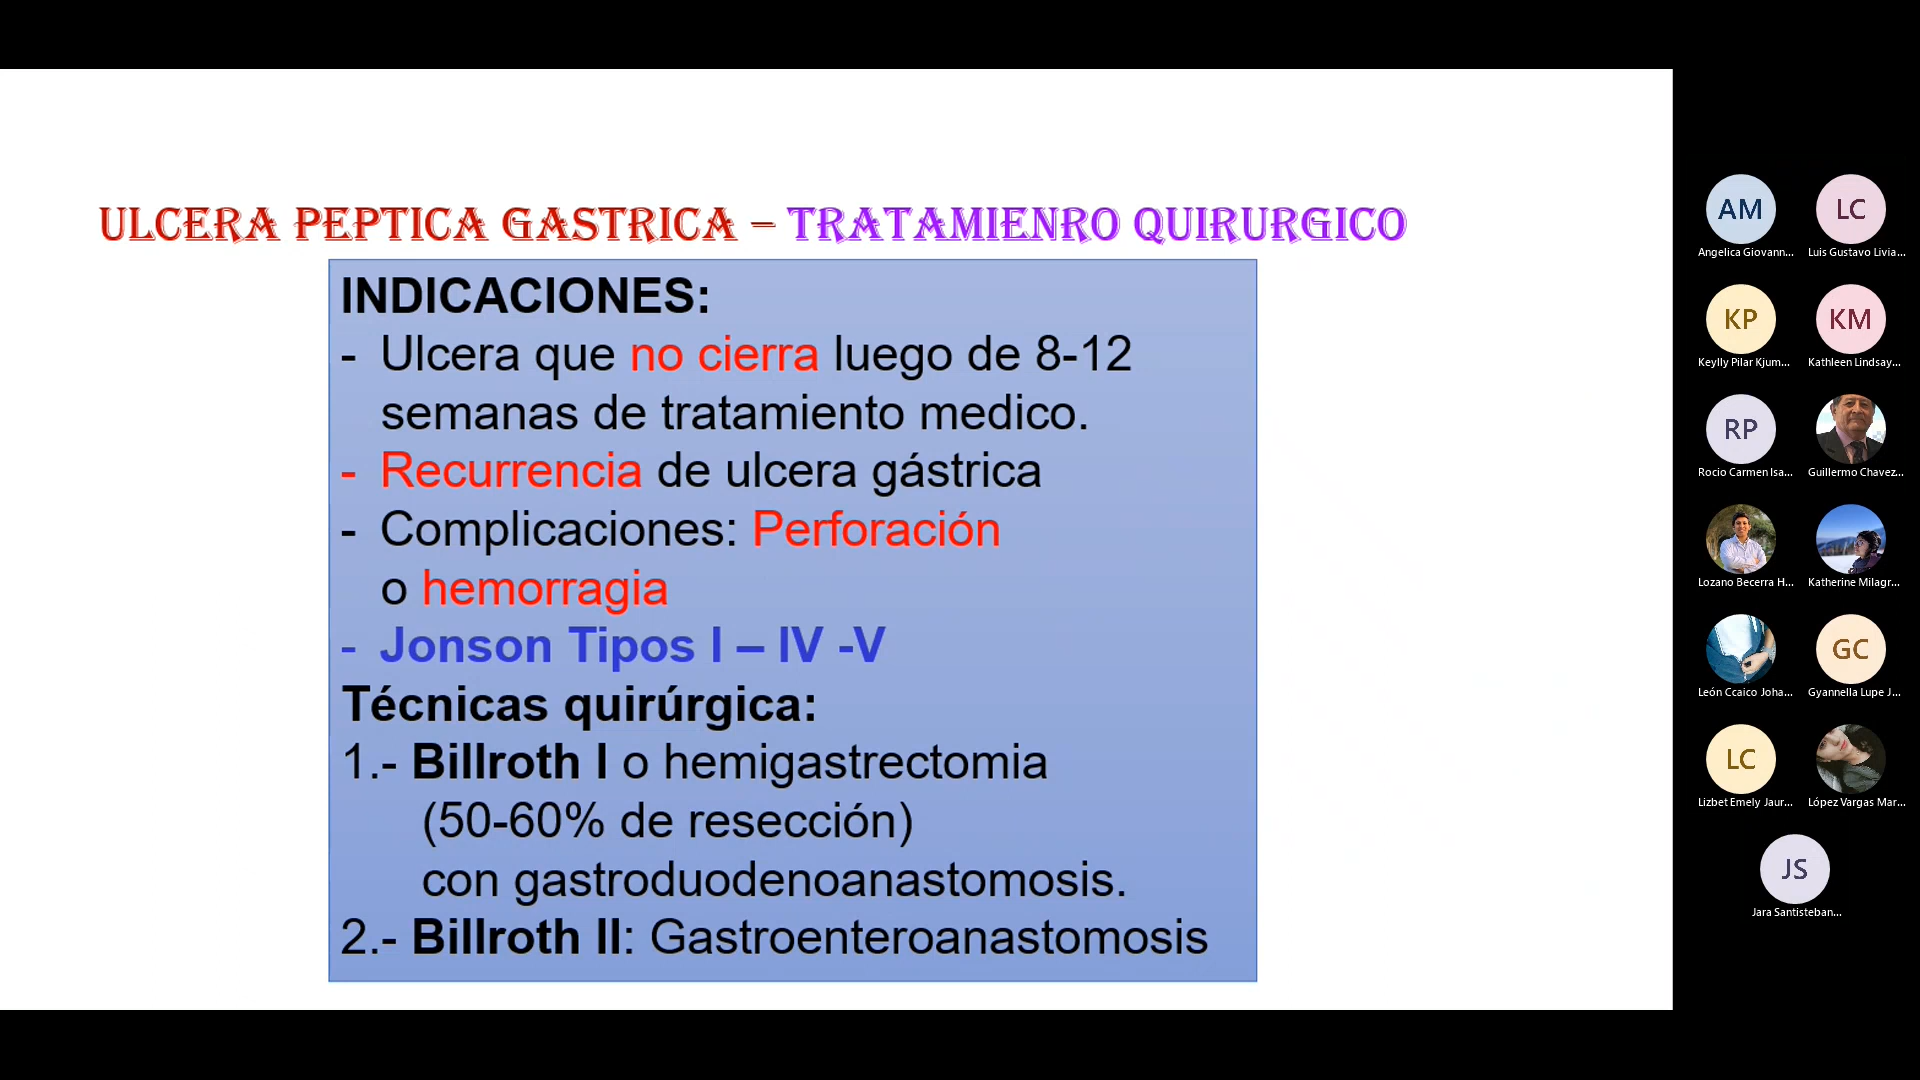 ULCERA PEPTICA GASTRICA – TRATAMIENRO QUIRURGICO
INDICACIONES:
- Ulcera que no cierra luego de 8-12
semanas de tratamiento medico.
- Recurrencia de ulcera gástrica
- Complicaciones: Perforación
o hemorragia
- Jonson Tipos I – IV -V
Técnicas quirúrgica:
1.- Billroth I o hemigastrectomia
(50-60% de resección)
con gastroduodenoanastomosis.
2.- Billroth II: Gastroenteroanastomosis
AM
Angelica Giovann...
LC
Luis Gustavo Livia...
KP
Keylly Pilar Kjum...
KM
Kathleen Lindsay...
RP
Rocio Carmen Isa...
Guillermo Chavez...
Lozano Becerra H...
Katherine Milagr...
León Ccaico Joha...
GC
Gyannella Lupe J...
LC
Lizbet Emely Jaur...
López Vargas Mar...
JS
Jara Santisteban...